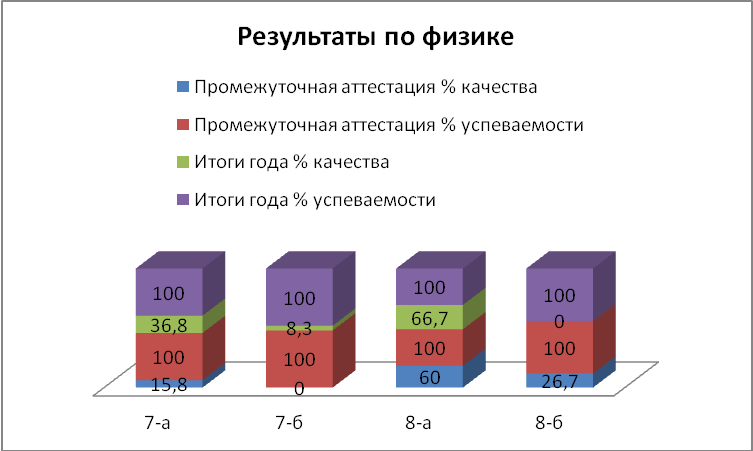 Результаты по физике
Промежуточная аттестация % качества
Промежуточная аттестация % успеваемости
Итоги года % качества
Итоги года % успеваемости
100 100 100 100
36,8 8,3 66,7 0
100 100 100 100
15,8 0 60 26,7
7-а 7-б 8-а 8-б